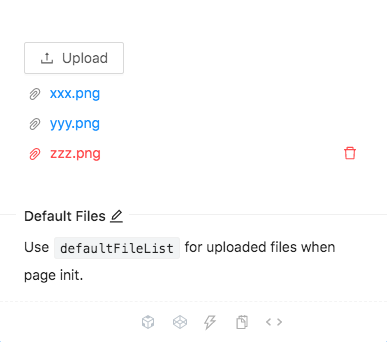 Upload
xxx.png
yyy.png
zzz.png
Default Files
Use defaultFileList for uploaded files when
page init.